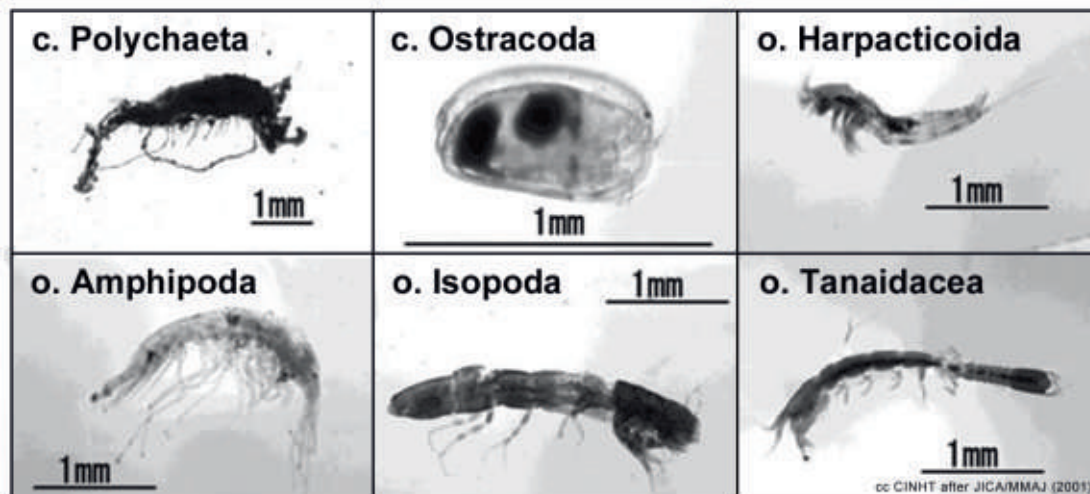 c. Polychaeta
1mm
c. Ostracoda
1mm
o. Harpacticoida
1mm
o. Amphipoda
1mm
o. Isopoda
1mm
o. Tanaidacea
1mm
cc CINHT after JICA/MMAJ (2001)